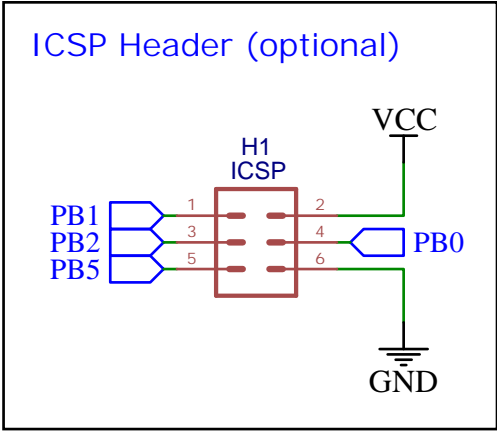 ICSP Header (optional)
VCC
H1
ICSP
PB1 1 2
PB2 3 4 PB0
PB5 5 6
GND